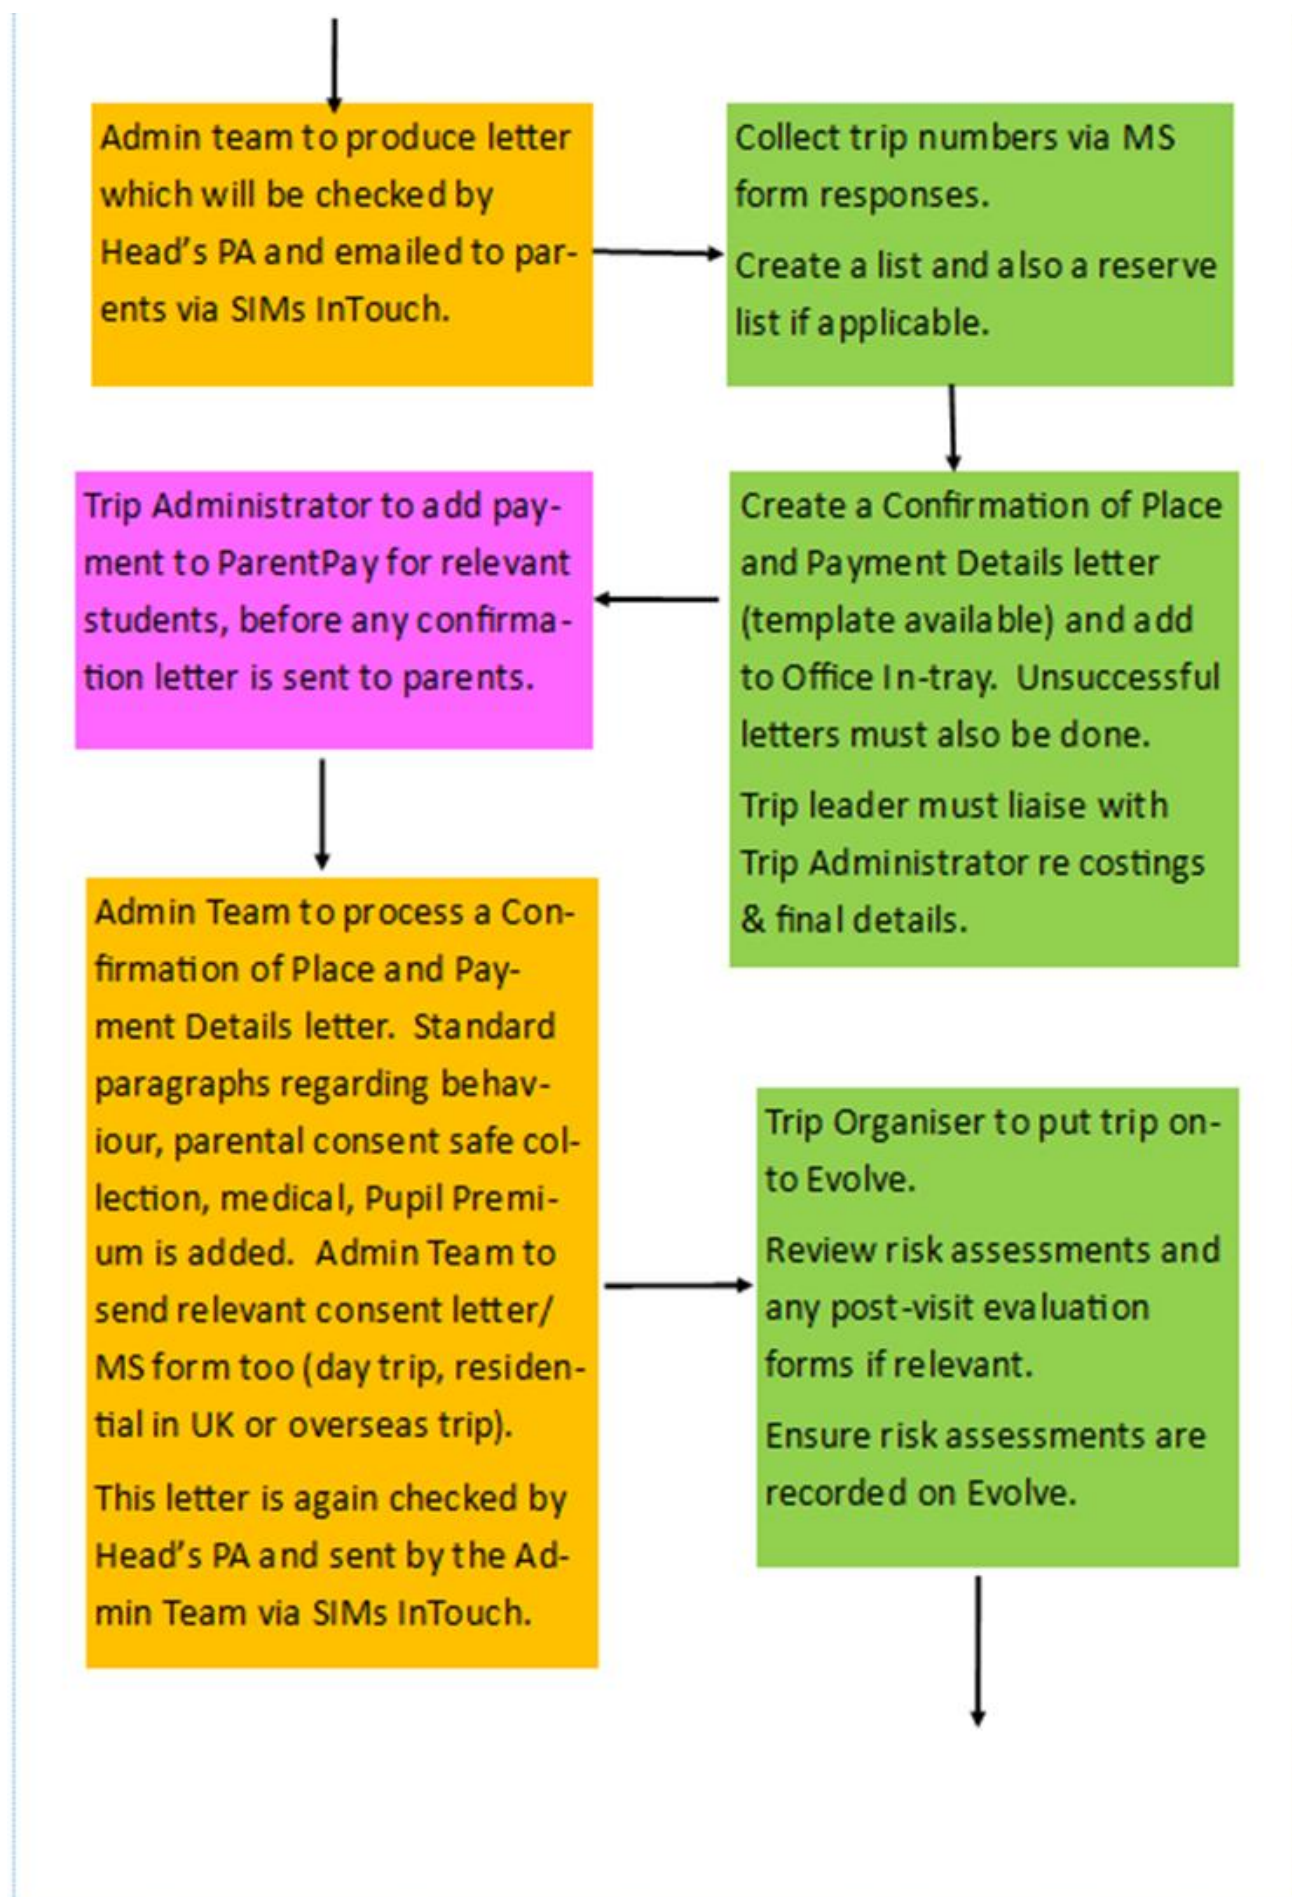 Admin team to produce letter
which will be checked by
Head's PA and emailed to par-
ents via SIMs InTouch.
Collect trip numbers via MS
form responses.
Create a list and also a reserve
list if applicable.
Create a Confirmation of Place
and Payment Details letter
(template available) and add
to Office In-tray.  Unsuccessful
letters must also be done.
Trip leader must liaise with
Trip Administrator re costings
& final details.
Trip Administrator to add pay-
ment to ParentPay for relevant
students, before any confirma-
tion letter is sent to parents.
Admin Team to process a Con-
firmation of Place and Pay-
ment Details letter.  Standard
paragraphs regarding behav-
iour, parental consent safe col-
lection, medical, Pupil Premi-
um is added.  Admin Team to
send relevant consent letter/
MS form too (day trip, residen-
tial in UK or overseas trip).
This letter is again checked by
Head's PA and sent by the Ad-
min Team via SIMs InTouch.
Trip Organiser to put trip on-
to Evolve.
Review risk assessments and
any post-visit evaluation
forms if relevant.
Ensure risk assessments are
recorded on Evolve.